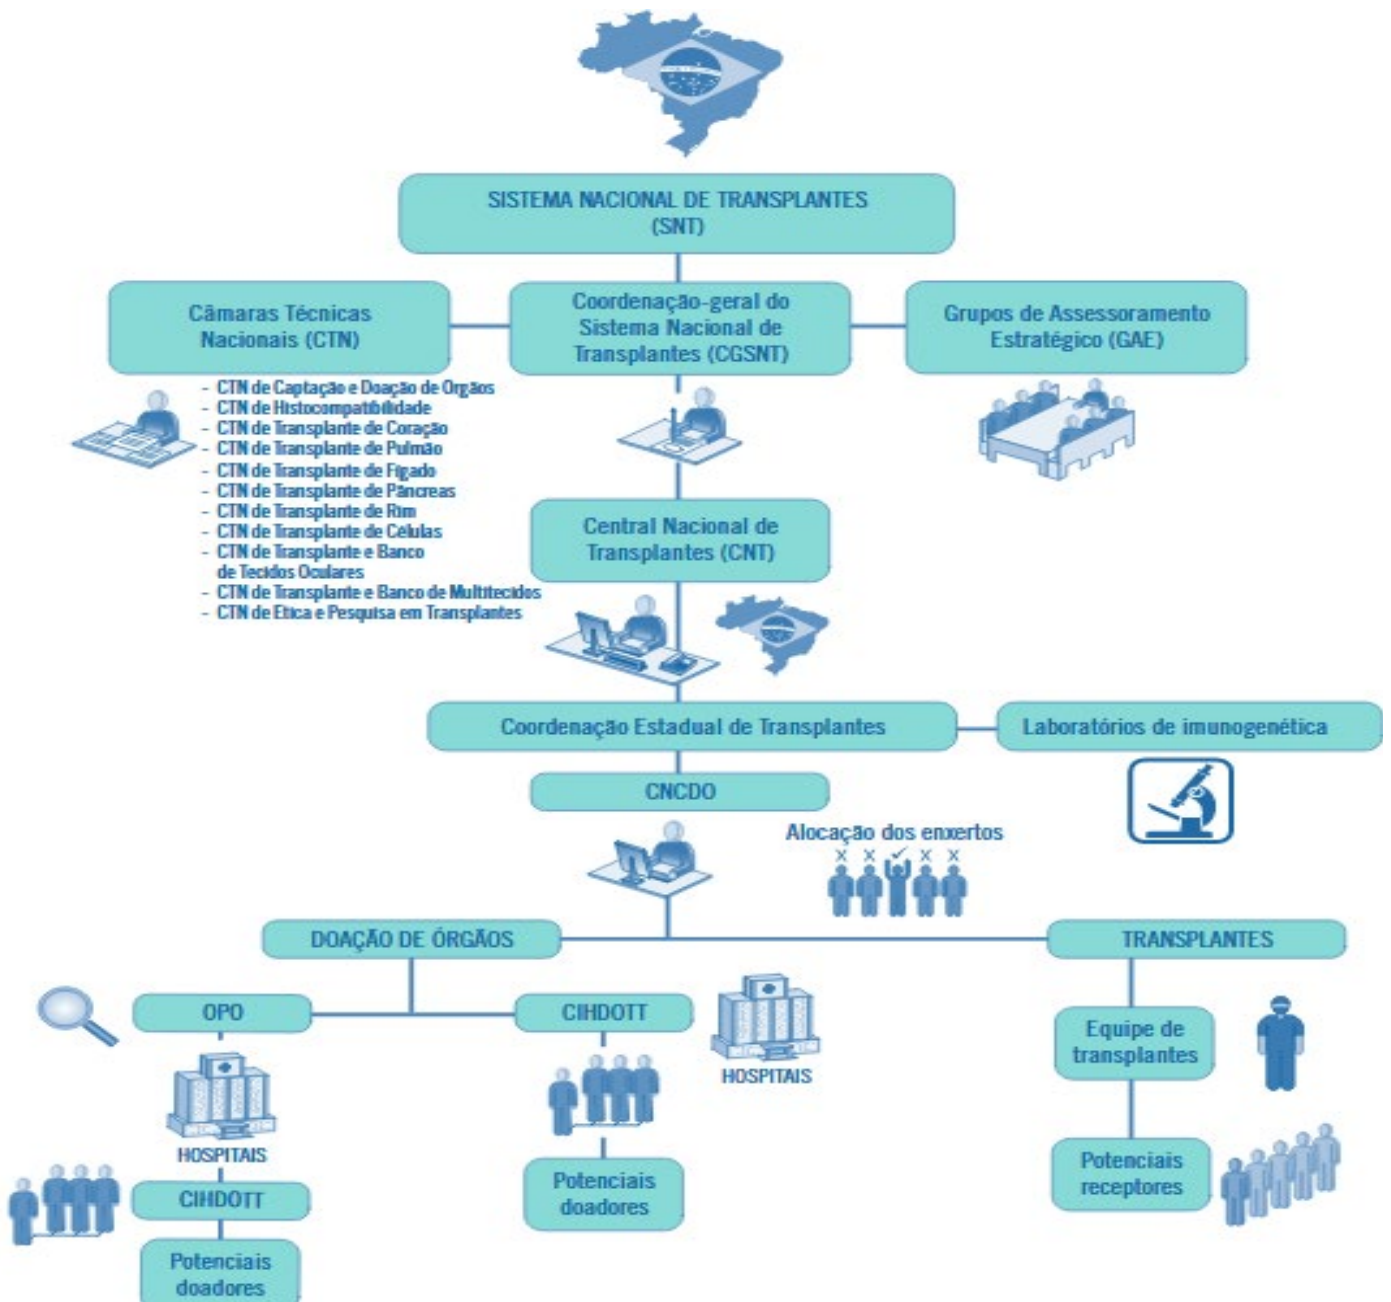 SISTEMA NACIONAL DE TRANSPLANTES
(SNT)
Câmaras Técnicas
Nacionais (CTN)
Coordenação-geral do
Sistema Nacional de
Transplantes (CGSNT)
Grupos de Assessoramento
Estratégico (GAE)
- CTN de Captação e Doação de Órgãos
- CTN de Histocompatibilidade
- CTN de Transplante de Coração
- CTN de Transplante de Pulmão
- CTN de Transplante de Fígado
- CTN de Transplante de Pâncreas
- CTN de Transplante de Rim
- CTN de Transplante de Células
- CTN de Transplante e Banco
de Tecidos Oculares
- CTN de Transplante e Banco de Multitecidos
- CTN de Etica e Pesquisa em Transplantes
Central Nacional de
Transplantes (CNT)
Coordenação Estadual de Transplantes
Laboratórios de imunogenética
CNCDO
Alocação dos enxertos
X X ✓ X X
DOAÇÃO DE ÓRGÃOS
TRANSPLANTES
OPO
CIHDOTT
HOSPITAIS
Equipe de
transplantes
HOSPITAIS
CIHDOTT
Potenciais
doadores
Potenciais
receptores
Potenciais
doadores